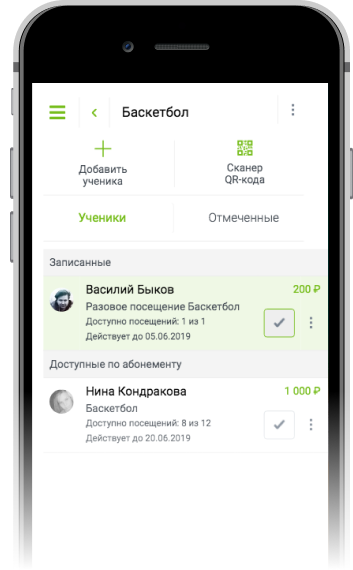 Баскетбол
Добавить
ученика
Сканер
QR-кода
Ученики
Отмеченные
Записанные
Василий Быков
200 ₽
Разовое посещение Баскетбол
Доступно посещений: 1 из 1
Действует до 05.06.2019
Доступные по абонементу
Нина Кондракова
1 000 ₽
Баскетбол
Доступно посещений: 8 из 12
Действует до 20.06.2019